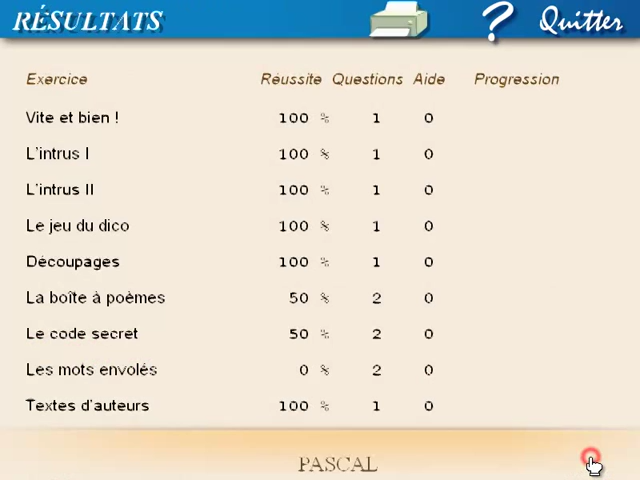 RÉSULTATS ? Quitter
Exercice Réussite Questions Aide Progression
Vite et bien ! 100 % 1 0
L'intrus I 100 % 1 0
L'intrus II 100 % 1 0
Le jeu du dico 100 % 1 0
Découpages 100 % 1 0
La boîte à poèmes 50 % 2 0
Le code secret 50 % 2 0
Les mots envolés 0 % 2 0
Textes d'auteurs 100 % 1 0
PASCAL